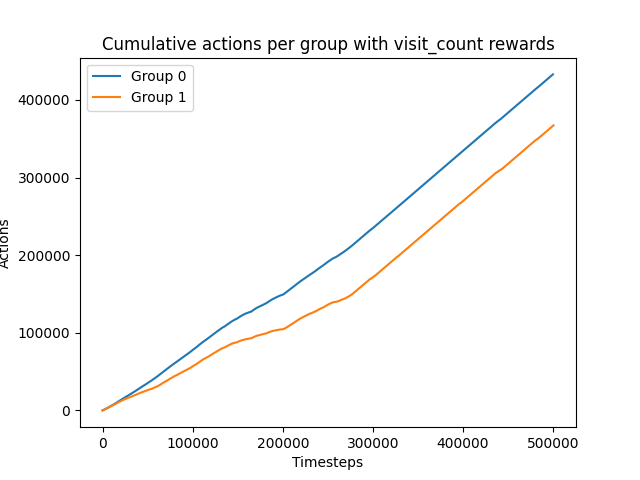 Cumulative actions per group with visit_count rewards
Group 0
Group 1
400000
300000
200000
100000
0
Actions
0 100000 200000 300000 400000 500000
Timesteps